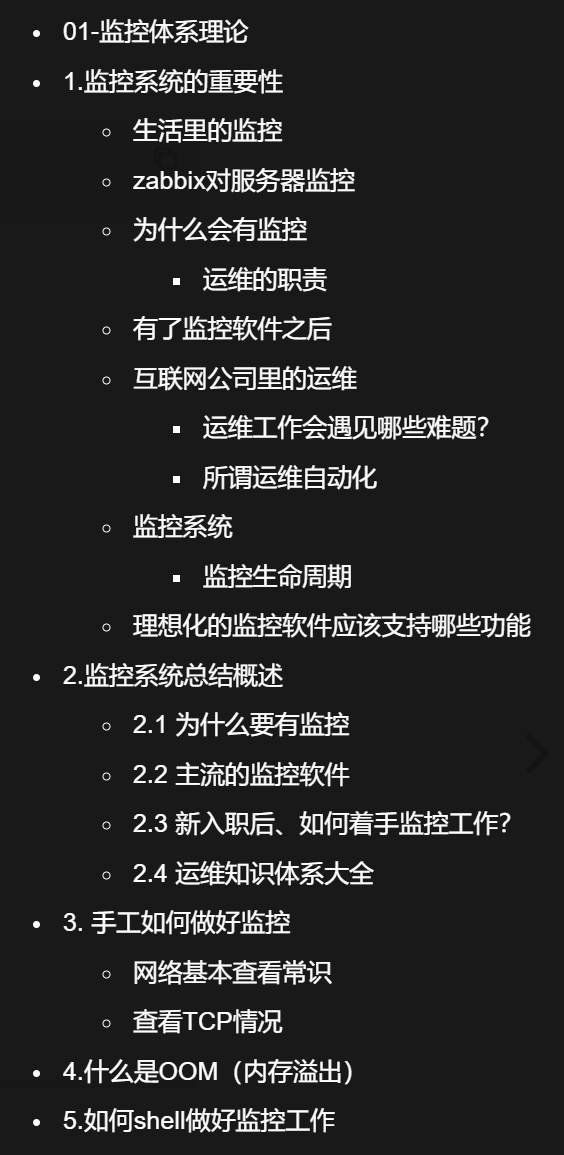 01-监控体系理论
1.监控系统的重要性
生活里的监控
zabbix对服务器监控
为什么会有监控
运维的职责
有了监控软件之后
互联网公司里的运维
运维工作会遇见哪些难题？
所谓运维自动化
监控系统
监控生命周期
理想化的监控软件应该支持哪些功能
2.监控系统总结概述
2.1 为什么要有监控
2.2 主流的监控软件
2.3 新入职后、如何着手监控工作？
2.4 运维知识体系大全
3. 手工如何做好监控
网络基本查看常识
查看TCP情况
4.什么是OOM（内存溢出）
5.如何shell做好监控工作